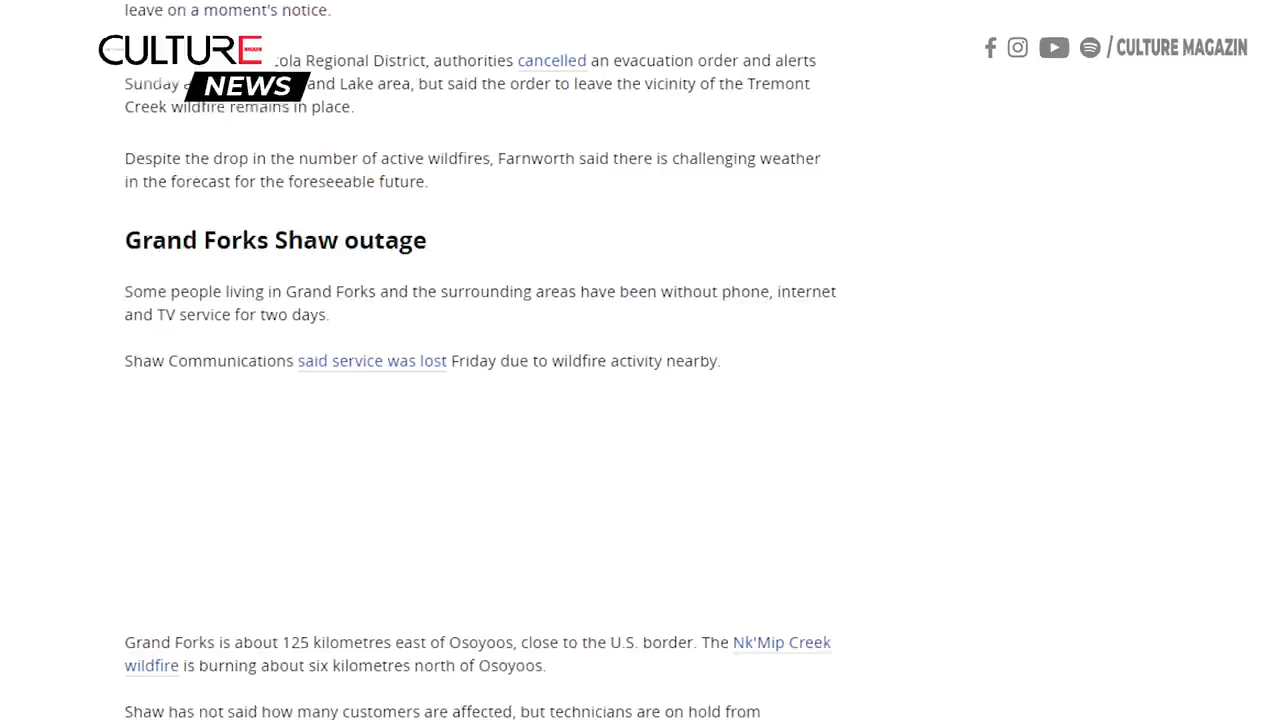 leave on a moment's notice.
CULTURE
NEWS
/ CULTURE MAGAZIN
cola Regional District, authorities cancelled an evacuation order and alerts
Sunday and Lake area, but said the order to leave the vicinity of the Tremont
Creek wildfire remains in place.
Despite the drop in the number of active wildfires, Farnworth said there is challenging weather
in the forecast for the foreseeable future.
Grand Forks Shaw outage
Some people living in Grand Forks and the surrounding areas have been without phone, internet
and TV service for two days.
Shaw Communications said service was lost Friday due to wildfire activity nearby.
Grand Forks is about 125 kilometres east of Osoyoos, close to the U.S. border. The Nk'Mip Creek
wildfire is burning about six kilometres north of Osoyoos.
Shaw has not said how many customers are affected, but technicians are on hold from